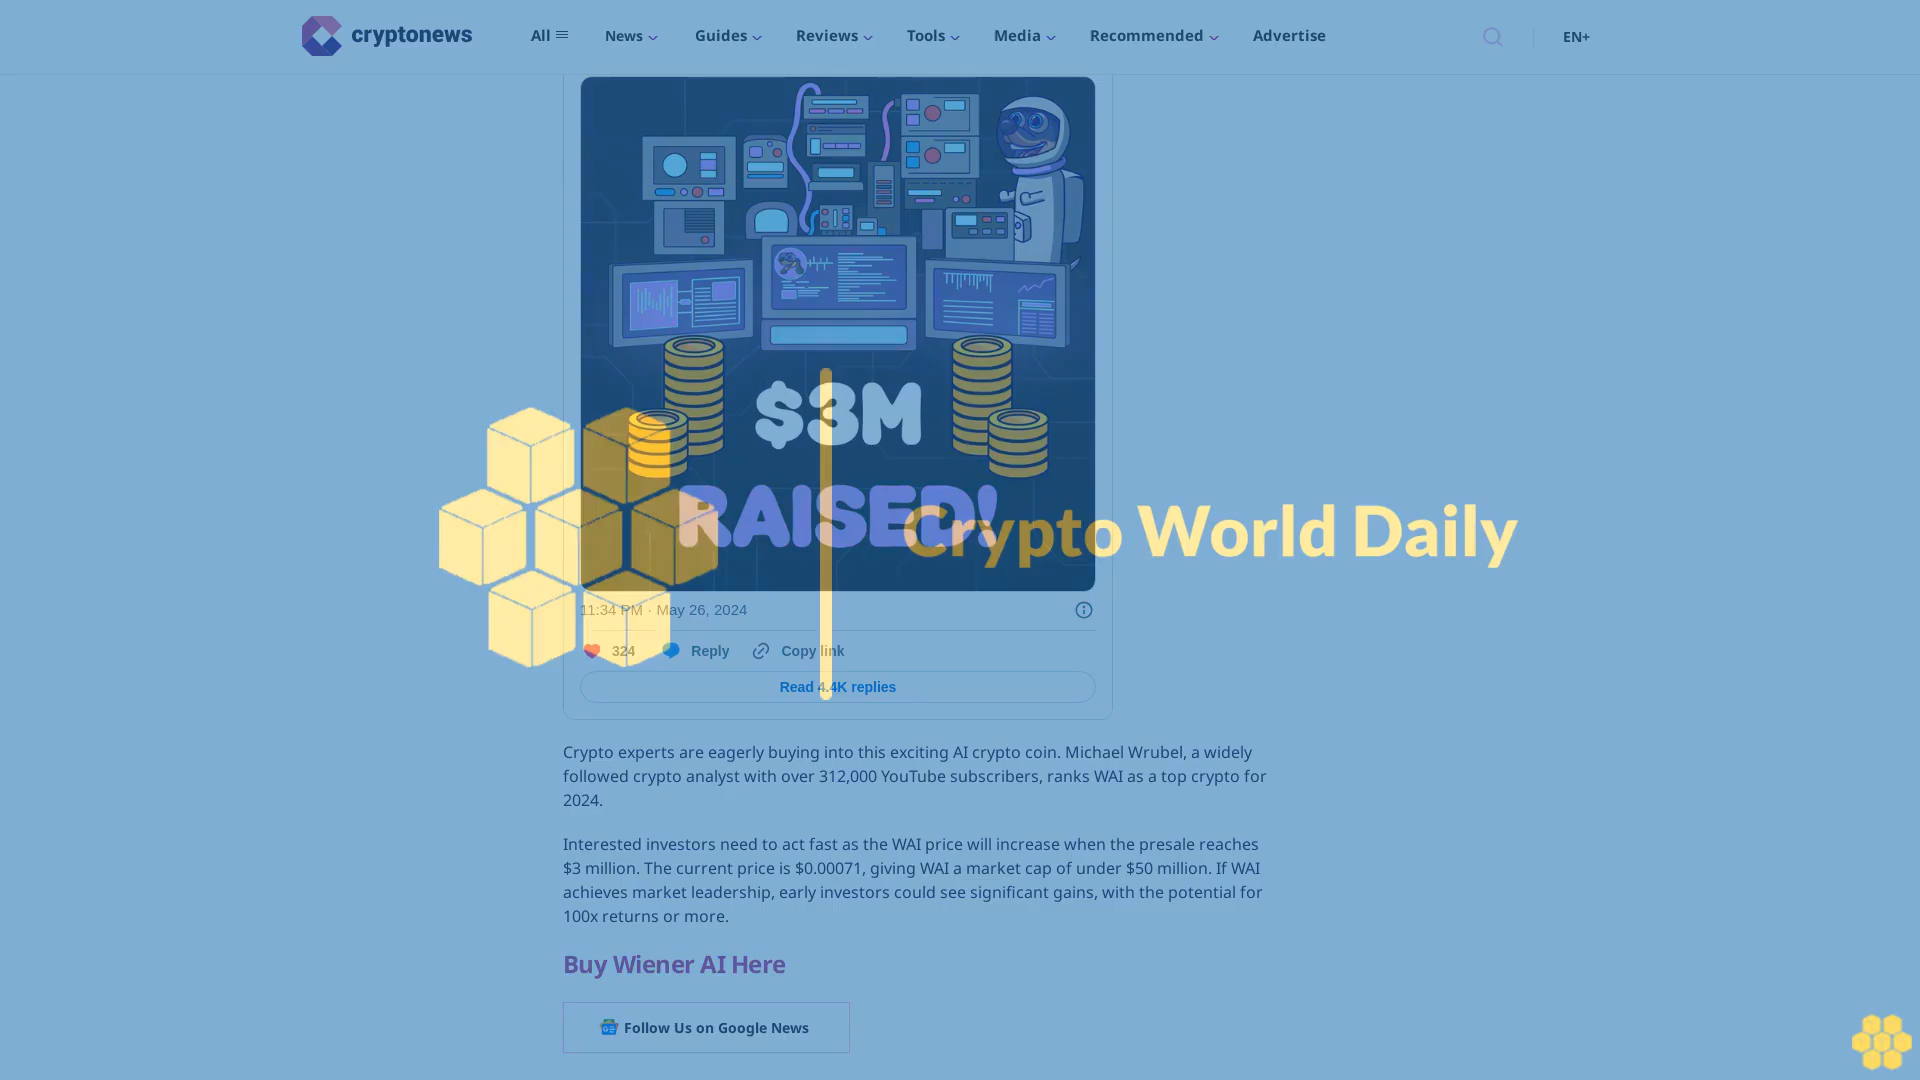 cryptonews
All News Guides Reviews Tools Media Recommended Advertise EN+
$3M
RAISED!
Crypto World Daily
11:34 PM · May 26, 2024
324 Reply Copy link
Read 4.4K replies
Crypto experts are eagerly buying into this exciting AI crypto coin. Michael Wrubel, a widely
followed crypto analyst with over 312,000 YouTube subscribers, ranks WAI as a top crypto for
2024.
Interested investors need to act fast as the WAI price will increase when the presale reaches
$3 million. The current price is $0.00071, giving WAI a market cap of under $50 million. If WAI
achieves market leadership, early investors could see significant gains, with the potential for
100x returns or more.
Buy Wiener AI Here
Follow Us on Google News